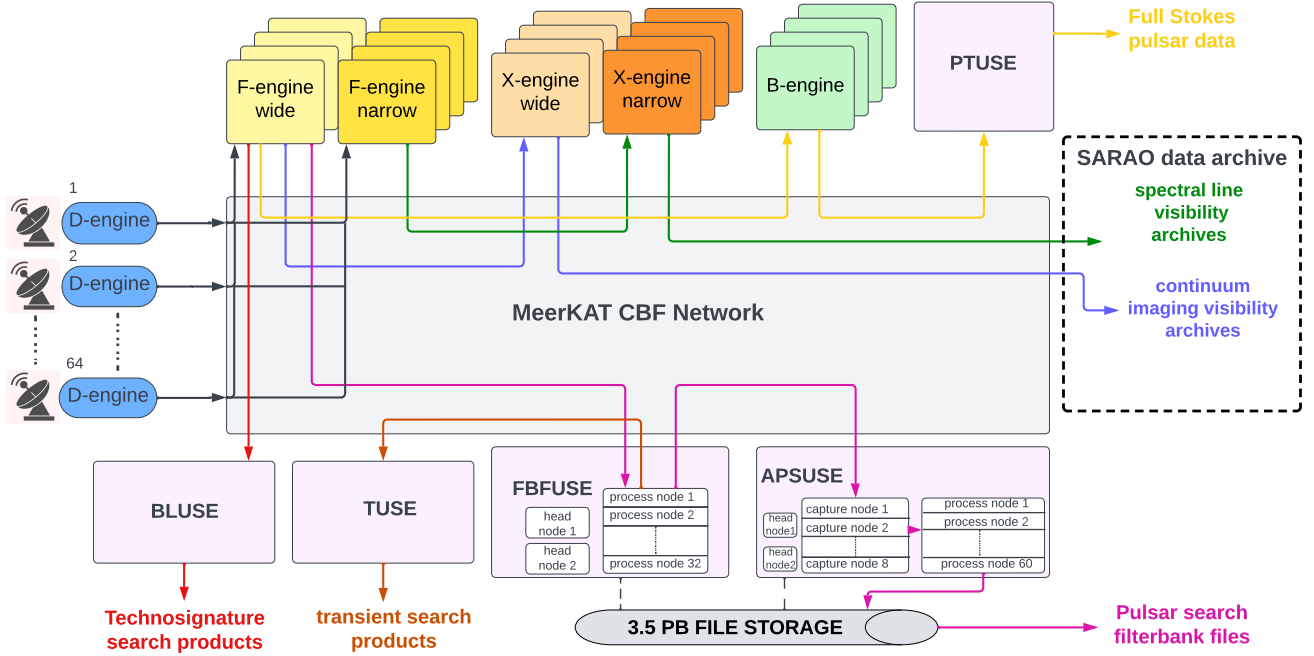 F-engine
wide
F-engine
narrow
X-engine
wide
X-engine
narrow
B-engine
PTUSE
Full Stokes
pulsar data
SARAO data archive
spectral line
visibility
archives
continuum
imaging visibility
archives
1
D-engine
2
D-engine
64
D-engine
MeerKAT CBF Network
BLUSE
TUSE
FBFUSE
head
node 1
head
node 2
process node 1
process node 2
process node 32
APSUSE
head
node1
head
node2
capture node 1
capture node 2
capture node 8
process node 1
process node 2
process node 60
Technosignature
search products
transient search
products
3.5 PB FILE STORAGE
Pulsar search
filterbank files